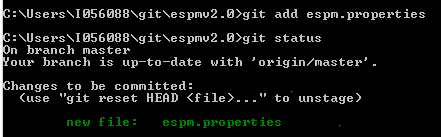 C:\Users\I056088\git\espmv2.0>git add espm.properties
C:\Users\I056088\git\espmv2.0>git status
On branch master
Your branch is up-to-date with 'origin/master'.
Changes to be committed:
(use "git reset HEAD <file>..." to unstage)
new file: espm.properties